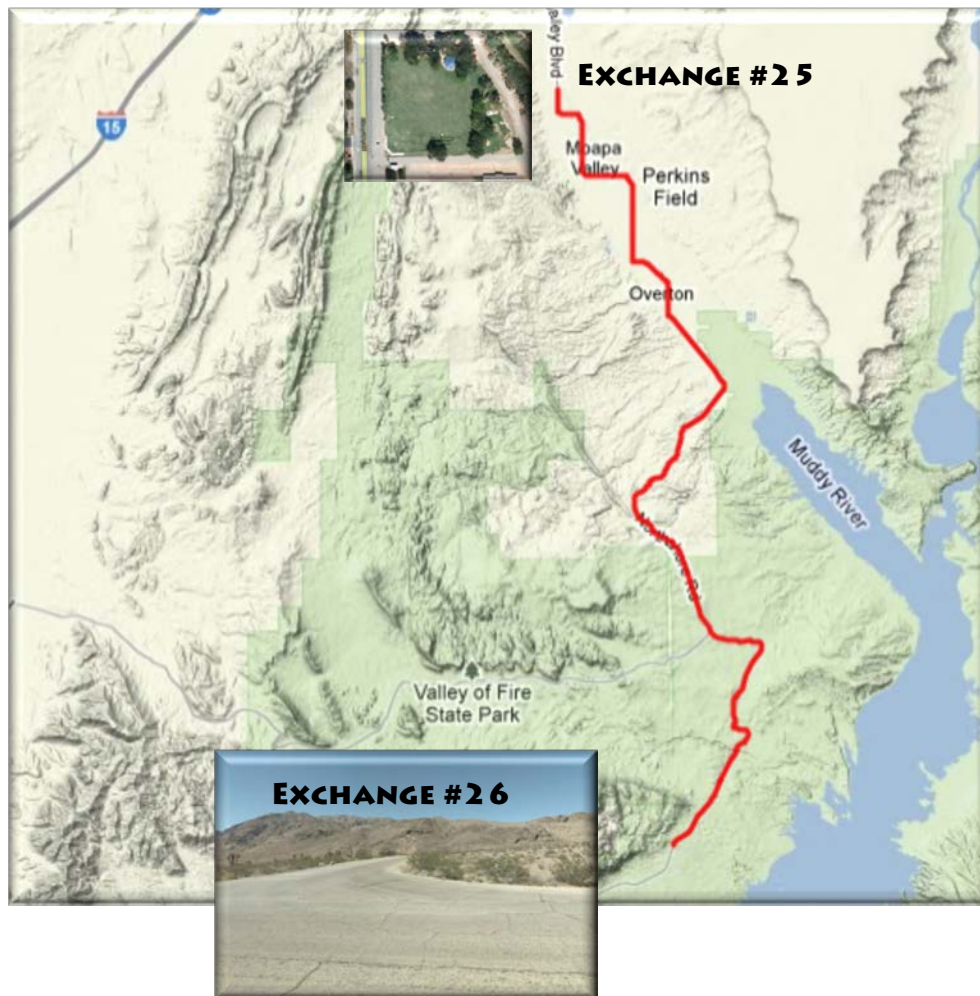 alley Blvd
EXCHANGE #25
15
Moapa
Valley
Perkins
Field
Overton
Muddy River
Valley of Fire
State Park
EXCHANGE #26